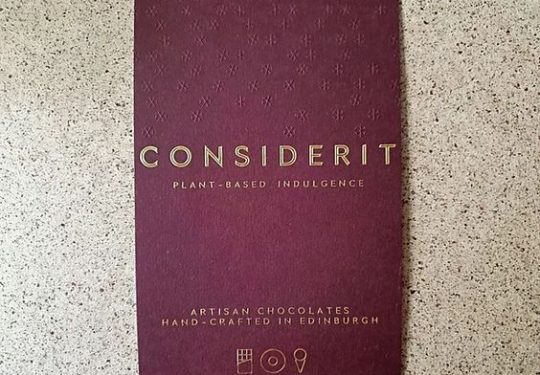 CONSIDERIT
PLANT-BASED INDULGENCE
ARTISAN CHOCOLATES
HAND-CRAFTED IN EDINBURGH